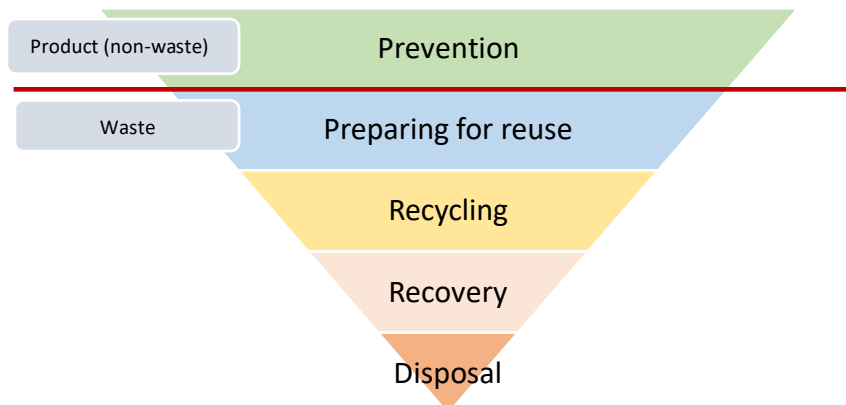 Product (non-waste)
Prevention
Waste
Preparing for reuse
Recycling
Recovery
Disposal